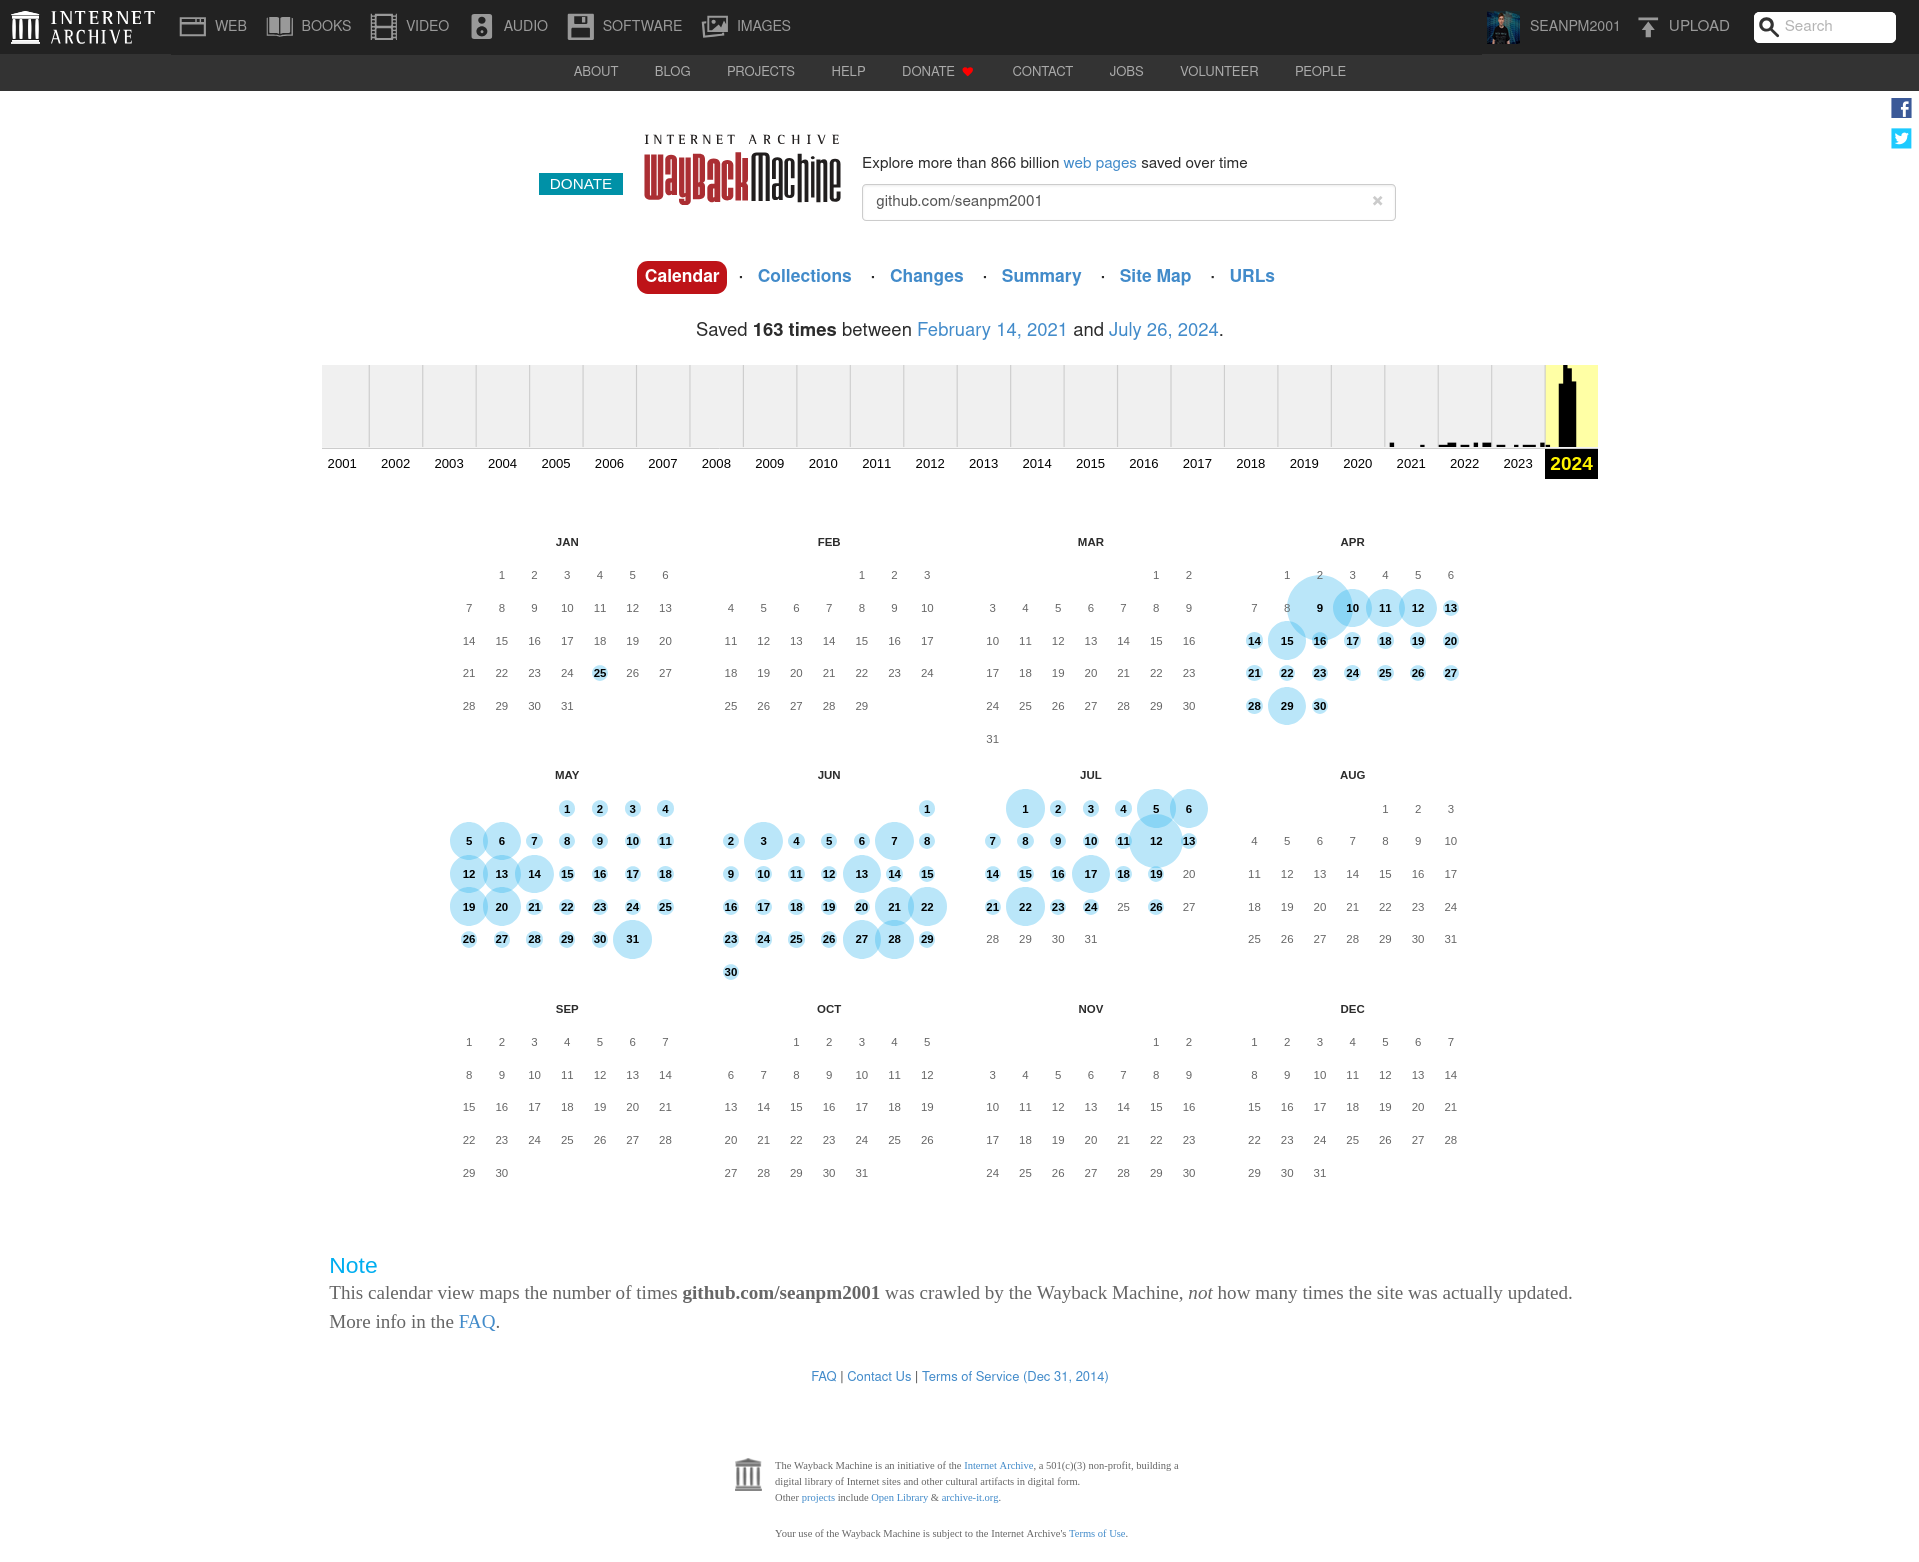 INTERNET ARCHIVE WEB BOOKS VIDEO AUDIO SOFTWARE IMAGES SEANPM2001 UPLOAD Search
ABOUT BLOG PROJECTS HELP DONATE CONTACT JOBS VOLUNTEER PEOPLE
INTERNET ARCHIVE
WayBackMachine
DONATE
Explore more than 866 billion web pages saved over time
github.com/seanpm2001 ×
Calendar · Collections · Changes · Summary · Site Map · URLs
Saved 163 times between February 14, 2021 and July 26, 2024.
2001 2002 2003 2004 2005 2006 2007 2008 2009 2010 2011 2012 2013 2014 2015 2016 2017 2018 2019 2020 2021 2022 2023 2024
JAN FEB MAR APR
1 2 3 4 5 6 1 2 3 1 2 1 2 3 4 5 6
7 8 9 10 11 12 13 4 5 6 7 8 9 10 3 4 5 6 7 8 9 7 8 9 10 11 12 13
14 15 16 17 18 19 20 11 12 13 14 15 16 17 10 11 12 13 14 15 16 14 15 16 17 18 19 20
21 22 23 24 25 26 27 18 19 20 21 22 23 24 17 18 19 20 21 22 23 21 22 23 24 25 26 27
28 29 30 31 25 26 27 28 29 24 25 26 27 28 29 30 28 29 30
31
MAY JUN JUL AUG
1 2 3 4 1 1 2 3 4 5 6 1 2 3
5 6 7 8 9 10 11 2 3 4 5 6 7 8 7 8 9 10 11 12 13 4 5 6 7 8 9 10
12 13 14 15 16 17 18 9 10 11 12 13 14 15 14 15 16 17 18 19 20 11 12 13 14 15 16 17
19 20 21 22 23 24 25 16 17 18 19 20 21 22 21 22 23 24 25 26 27 18 19 20 21 22 23 24
26 27 28 29 30 31 23 24 25 26 27 28 29 28 29 30 31 25 26 27 28 29 30 31
30
SEP OCT NOV DEC
1 2 3 4 5 6 7 1 2 3 4 5 1 2 1 2 3 4 5 6 7
8 9 10 11 12 13 14 6 7 8 9 10 11 12 3 4 5 6 7 8 9 8 9 10 11 12 13 14
15 16 17 18 19 20 21 13 14 15 16 17 18 19 10 11 12 13 14 15 16 15 16 17 18 19 20 21
22 23 24 25 26 27 28 20 21 22 23 24 25 26 17 18 19 20 21 22 23 22 23 24 25 26 27 28
29 30 27 28 29 30 31 24 25 26 27 28 29 30 29 30 31
Note
This calendar view maps the number of times github.com/seanpm2001 was crawled by the Wayback Machine, not how many times the site was actually updated.
More info in the FAQ.
FAQ | Contact Us | Terms of Service (Dec 31, 2014)
The Wayback Machine is an initiative of the Internet Archive, a 501(c)(3) non-profit, building a
digital library of Internet sites and other cultural artifacts in digital form.
Other projects include Open Library & archive-it.org.
Your use of the Wayback Machine is subject to the Internet Archive's Terms of Use.